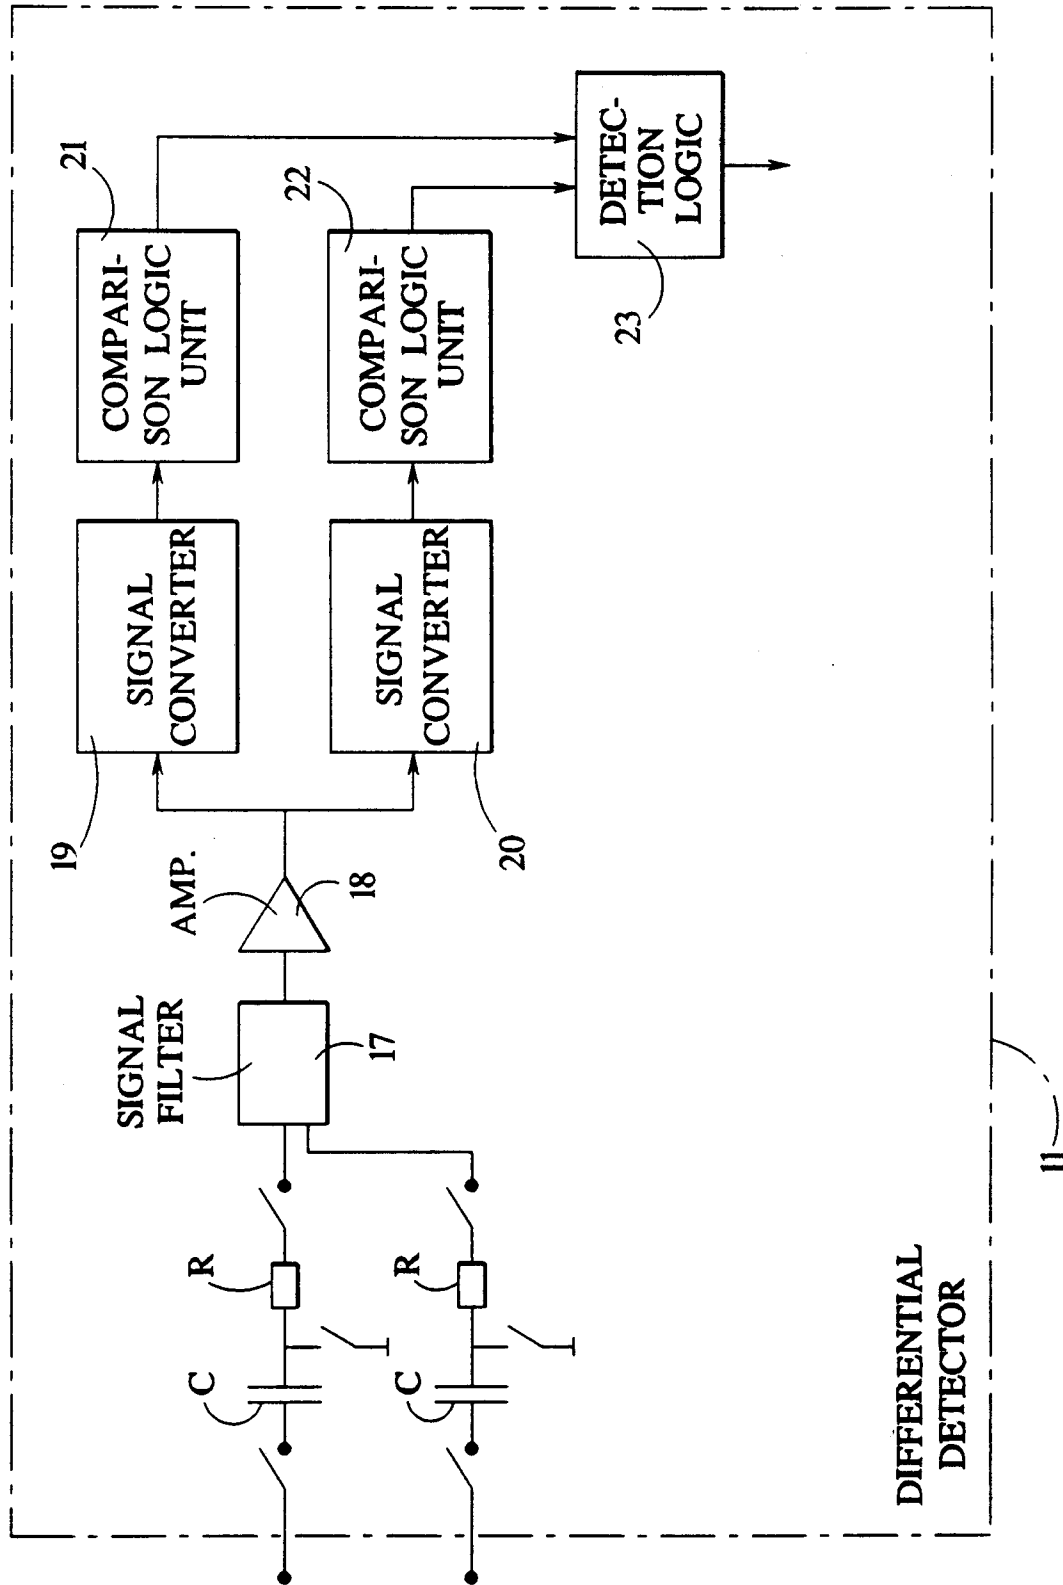 C
R
C
R
SIGNAL
FILTER
17
AMP.
18
19
SIGNAL
CONVERTER
20
SIGNAL
CONVERTER
21
COMPARI-
SON LOGIC
UNIT
22
COMPARI-
SON LOGIC
UNIT
23
DETEC-
TION
LOGIC
DIFFERENTIAL
DETECTOR
11